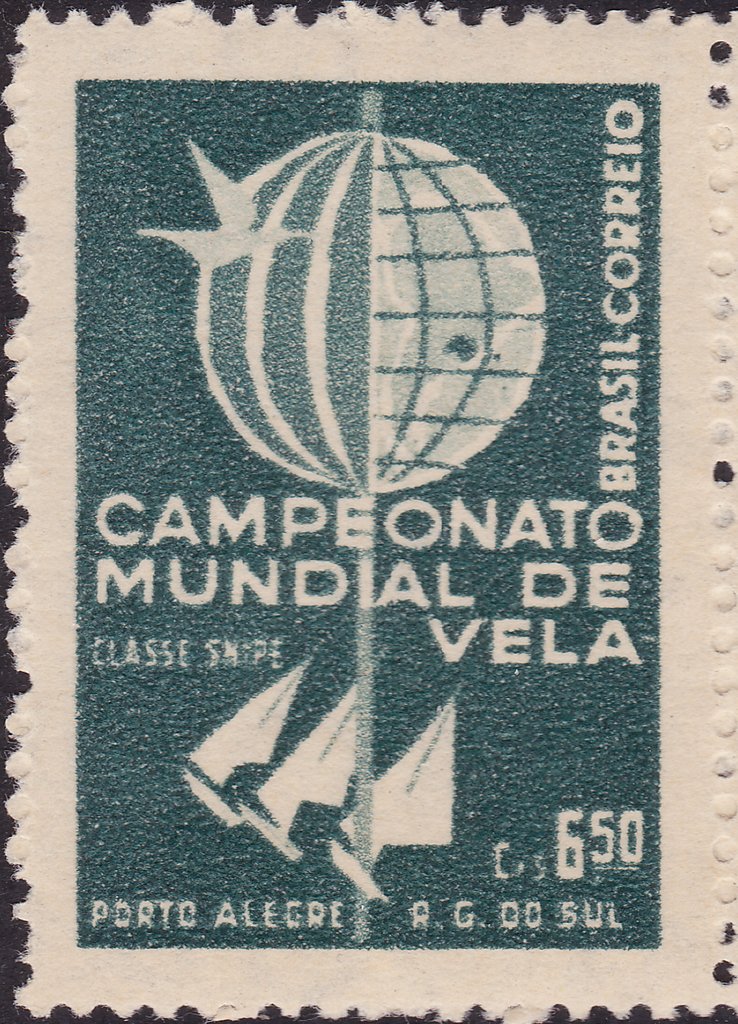 BRASIL·CORREIO
CAMPEONATO
MUNDIAL DE
VELA
CLASSE SNIPE
Cr$ 6,50
PORTO ALEGRE R. G. DO SUL